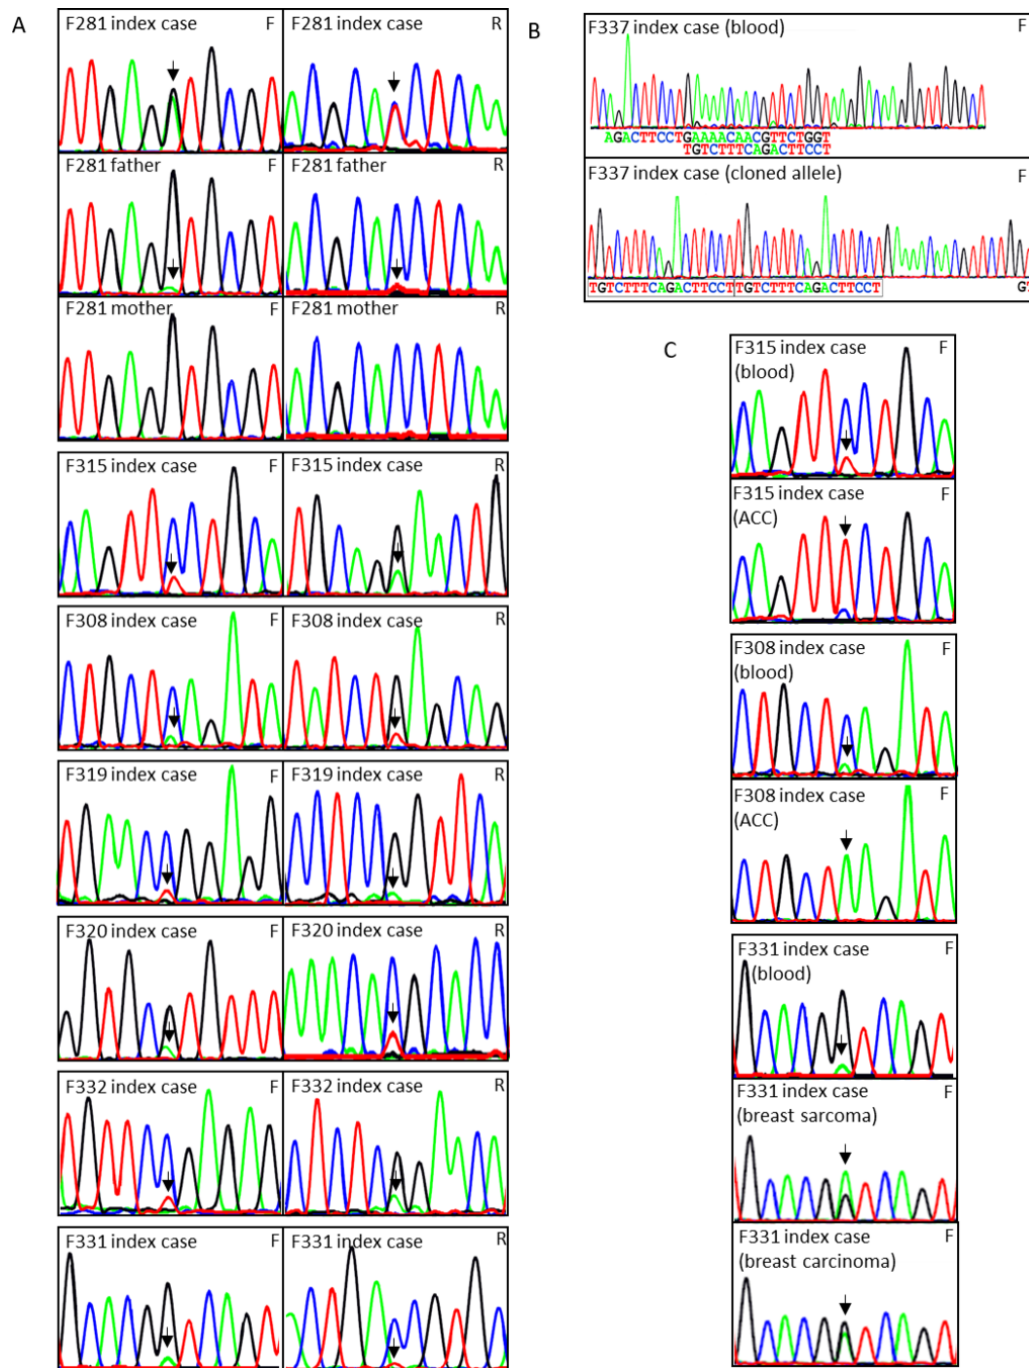 A
F281 index case F
F281 index case R
F281 father F
F281 father R
F281 mother F
F281 mother R
F315 index case F
F315 index case R
F308 index case F
F308 index case R
F319 index case F
F319 index case R
F320 index case F
F320 index case R
F332 index case F
F332 index case R
F331 index case F
F331 index case R
B
F337 index case (blood) F
AGACTTCCTGAAAACAACGTTCTGGT
TGTCTTTCAGACTTCCT
F337 index case (cloned allele) F
TGTCTTTCAGACTTCCTTGTCTTTCAGACTTCCT GT
C
F315 index case F
(blood)
F315 index case F
(ACC)
F308 index case F
(blood)
F308 index case F
(ACC)
F331 index case F
(blood)
F331 index case F
(breast sarcoma)
F331 index case F
(breast carcinoma)